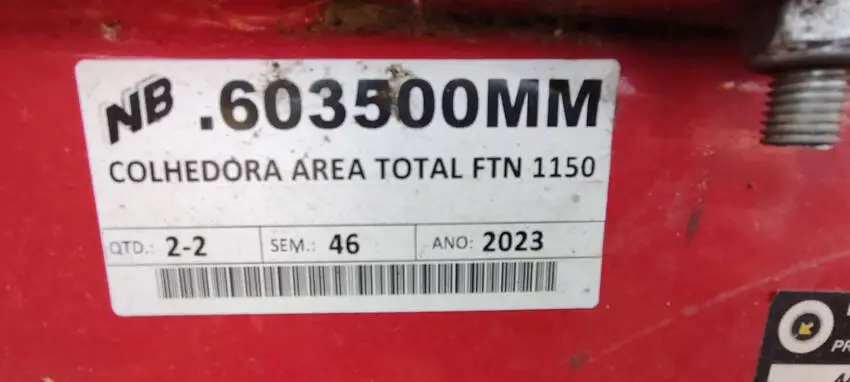 NB .603500MM
COLHEDORA AREA TOTAL FTN 1150
QTD.: 2-2 SEM.: 46 ANO: 2023